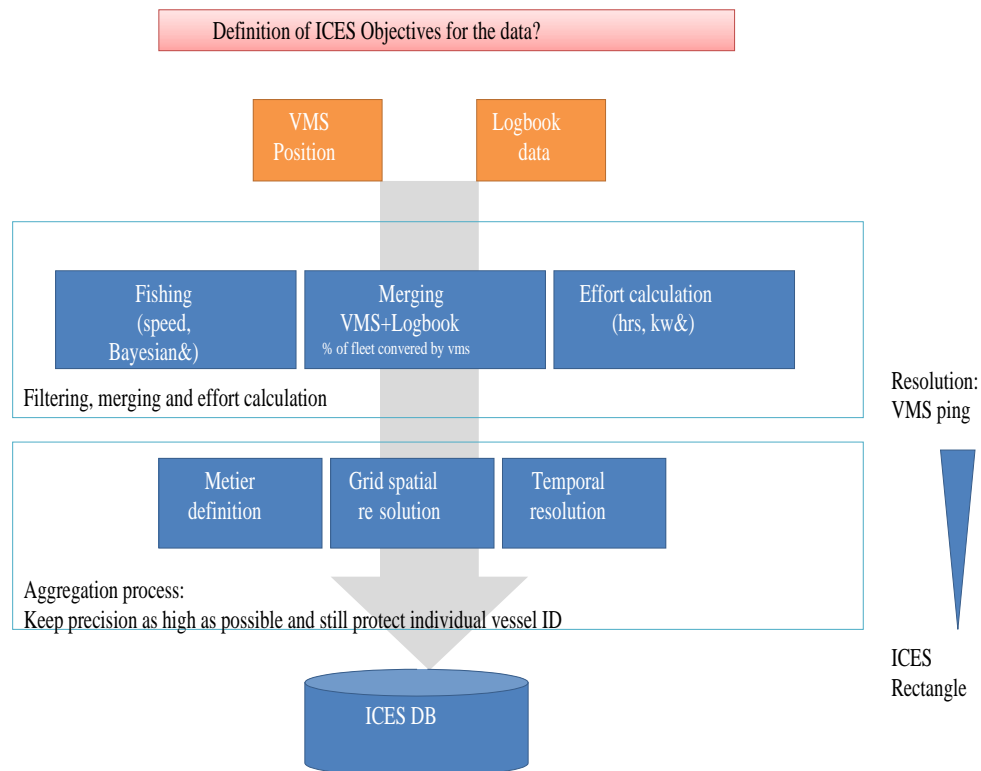 Definition of ICES Objectives for the data?
VMS
Position
Logbook
data
Fishing
(speed,
Bayesian&)
Merging
VMS+Logbook
% of fleet convered by vms
Effort calculation
(hrs, kw&)
Filtering, merging and effort calculation
Resolution:
VMS ping
Metier
definition
Grid spatial
re solution
Temporal
resolution
Aggregation process:
Keep precision as high as possible and still protect individual vessel ID
ICES
Rectangle
ICES DB